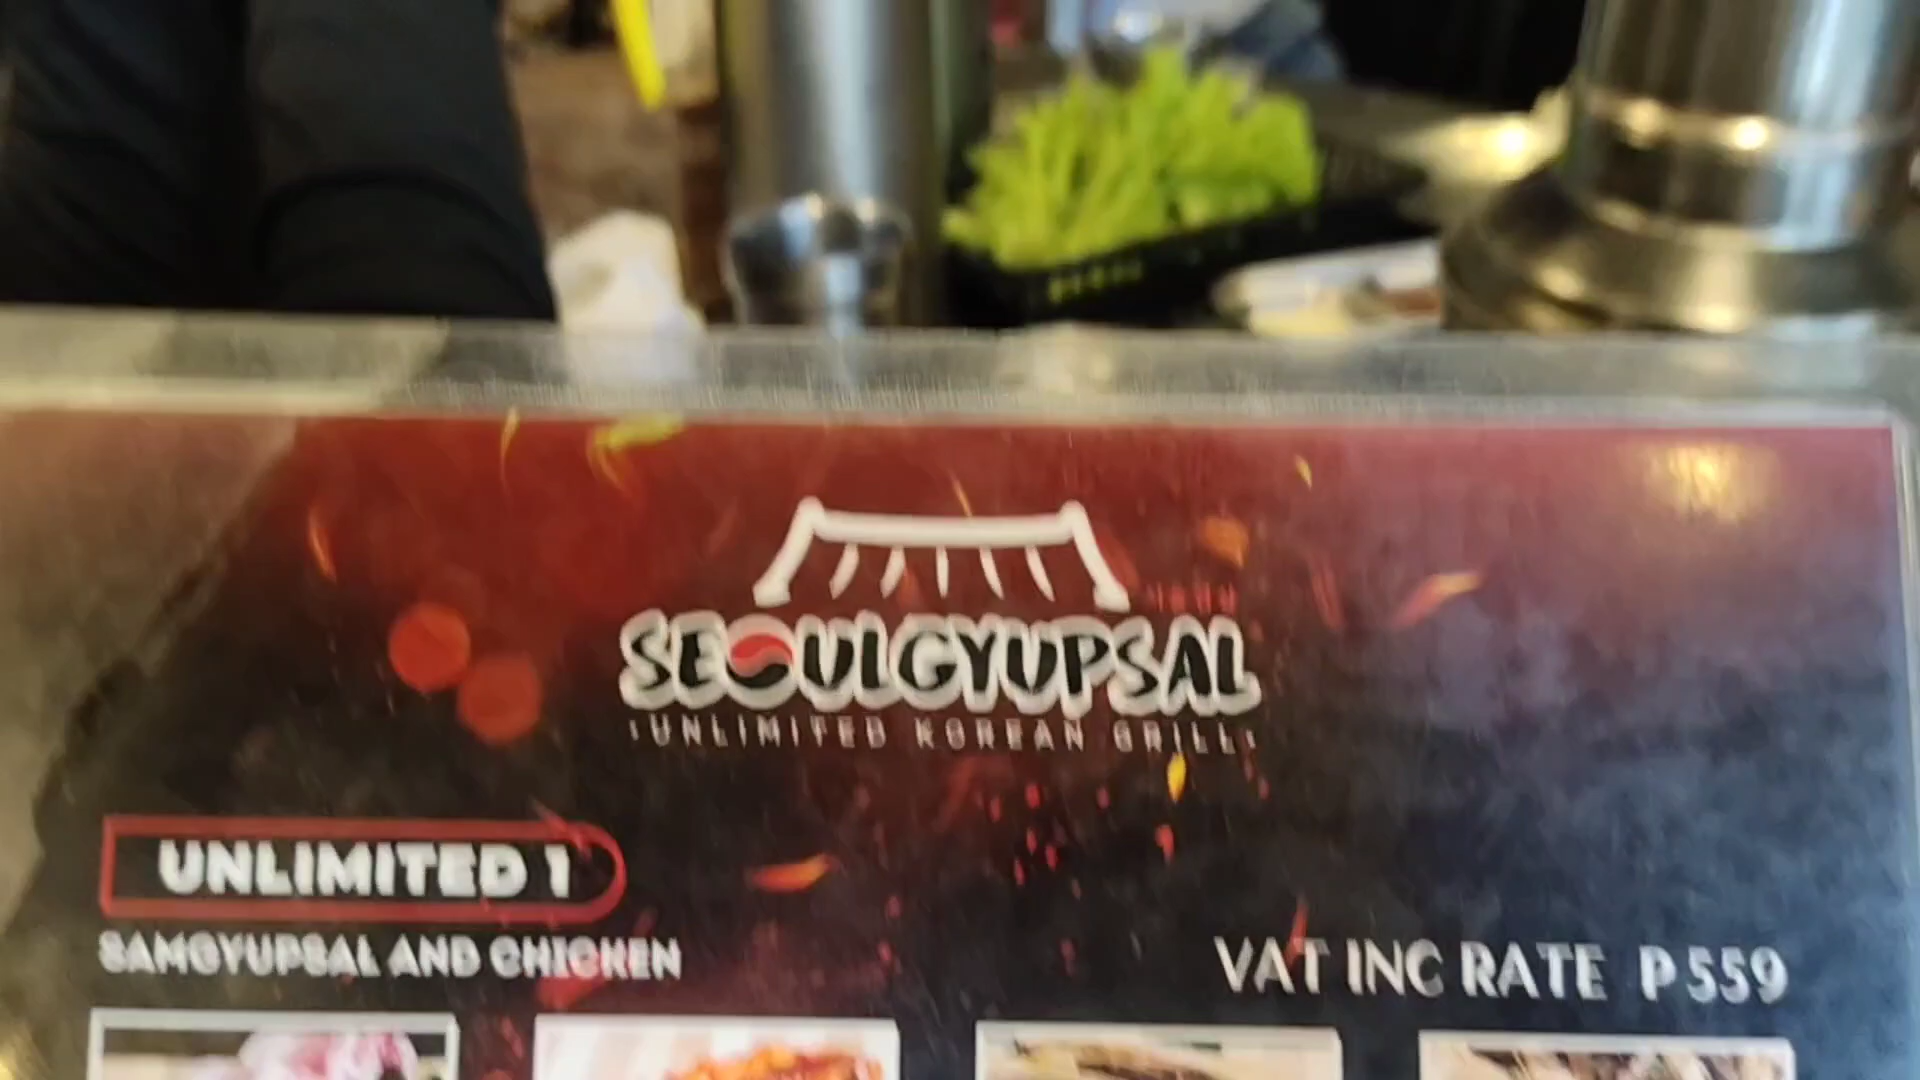 SEOULGYUPSAL
UNLIMITED KOREAN GRILL
UNLIMITED 1
SAMGYUPSAL AND CHICKEN
VAT INC RATE P559